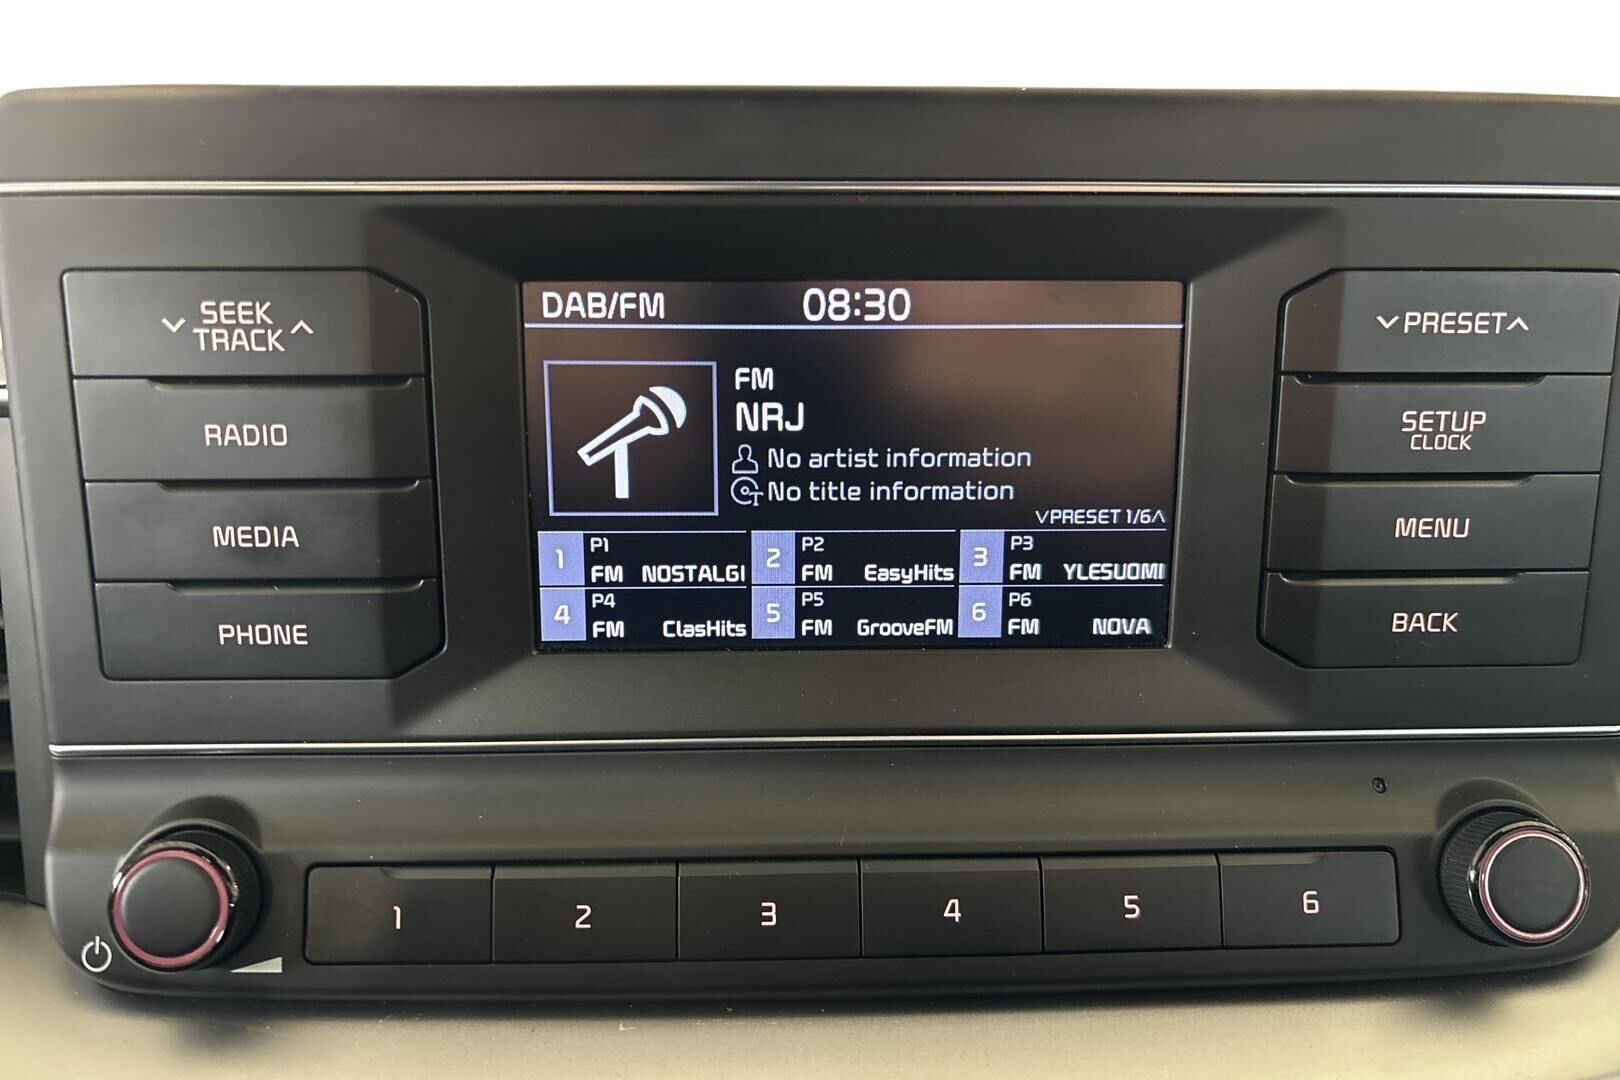 SEEK
TRACK
RADIO
MEDIA
PHONE
DAB/FM 08:30
FM
NRJ
No artist information
No title information
PRESET 1/6
1 P1 FM NOSTALGI
2 P2 FM EasyHits
3 P3 FM YLESUOMI
4 P4 FM ClasHits
5 P5 FM GrooveFM
6 P6 FM NOVA
PRESET
SETUP
CLOCK
MENU
BACK
1 2 3 4 5 6